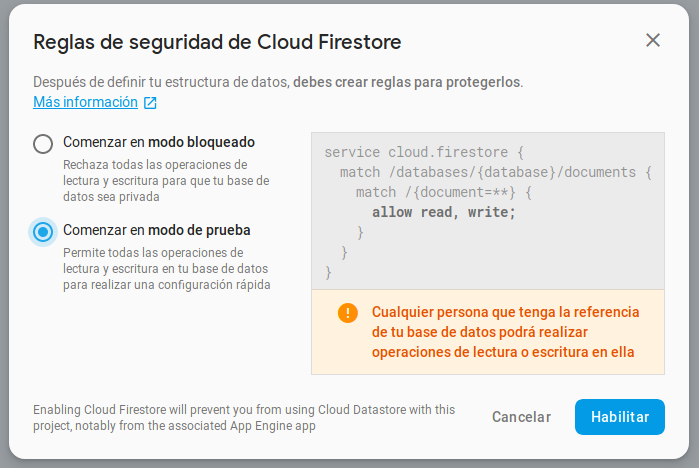 Reglas de seguridad de Cloud Firestore
Después de definir tu estructura de datos, debes crear reglas para protegerlos.
Más información
Comenzar en modo bloqueado
Rechaza todas las operaciones de
lectura y escritura para que tu base de
datos sea privada
Comenzar en modo de prueba
Permite todas las operaciones de
lectura y escritura en tu base de datos
para realizar una configuración rápida
service cloud.firestore {
  match /databases/{database}/documents {
    match /{document=**} {
      allow read, write;
    }
  }
}
Cualquier persona que tenga la referencia
de tu base de datos podrá realizar
operaciones de lectura o escritura en ella
Enabling Cloud Firestore will prevent you from using Cloud Datastore with this
project, notably from the associated App Engine app
Cancelar
Habilitar